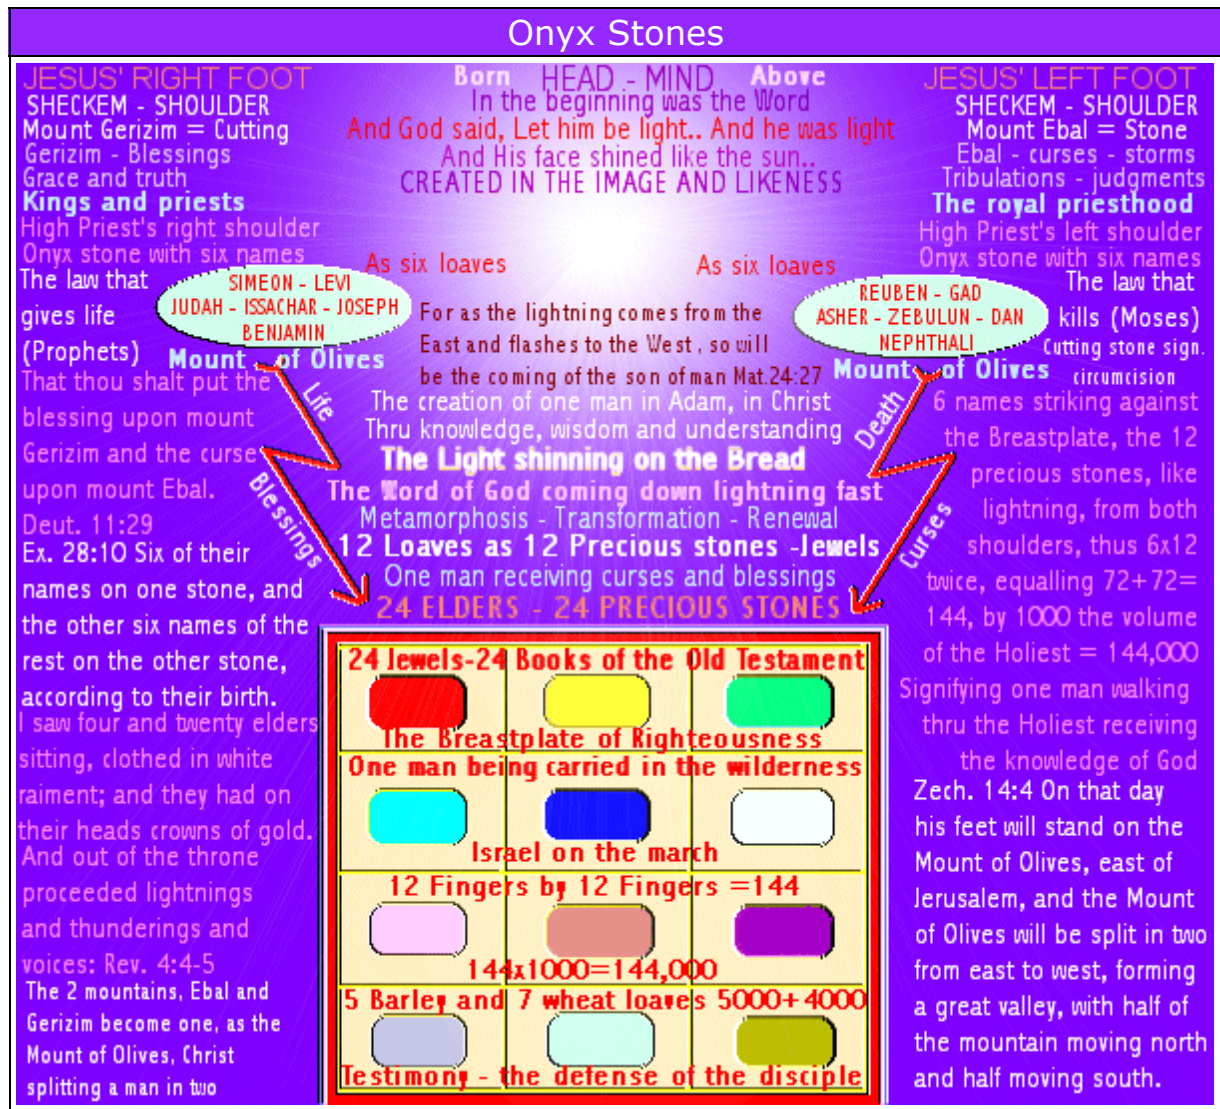 Onyx Stones
JESUS' RIGHT FOOT
SHECKEM - SHOULDER
Mount Gerizim = Cutting
Gerizim - Blessings
Grace and truth
Kings and priests
High Priest's right shoulder
Onyx stone with six names
The law that
gives life
(Prophets)
SIMEON - LEVI
JUDAH - ISSACHAR - JOSEPH
BENJAMIN
Mount - of Olives
That thou shalt put the
blessing upon mount
Gerizim and the curse
upon mount Ebal.
Deut. 11:29
Life
Blessings
Ex. 28:10 Six of their
names on one stone, and
the other six names of the
rest on the other stone,
according to their birth.
I saw four and twenty elders
sitting, clothed in white
raiment; and they had on
their heads crowns of gold.
And out of the throne
proceeded lightnings
and thunderings and
voices: Rev. 4:4-5
The 2 mountains, Ebal and
Gerizim become one, as the
Mount of Olives, Christ
splitting a man in two
Born HEAD - MIND Above
In the beginning was the Word
And God said, Let him be light.. And he was light
And His face shined like the sun..
CREATED IN THE IMAGE AND LIKENESS
As six loaves As six loaves
For as the lightning comes from the
East and flashes to the West , so will
be the coming of the son of man Mat.24:27
The creation of one man in Adam, in Christ
Thru knowledge, wisdom and understanding
The Light shinning on the Bread
The Word of God coming down lightning fast
Metamorphosis - Transformation - Renewal
12 Loaves as 12 Precious stones -Jewels
One man receiving curses and blessings
24 ELDERS - 24 PRECIOUS STONES
24 Jewels-24 Books of the Old Testament
The Breastplate of Righteousness
One man being carried in the wilderness
Israel on the march
12 Fingers by 12 Fingers =144
144x1000=144,000
5 Barley and 7 wheat loaves 5000+4000
Testimony - the defense of the disciple
JESUS' LEFT FOOT
SHECKEM - SHOULDER
Mount Ebal = Stone
Ebal - curses - storms
Tribulations - judgments
The royal priesthood
High Priest's left shoulder
Onyx stone with six names
The law that
kills (Moses)
Cutting stone sign.
circumcision
REUBEN - GAD
ASHER - ZEBULUN - DAN
NEPHTHALI
Mount - of Olives
Death
Curses
6 names striking against
the Breastplate, the 12
precious stones, like
lightning, from both
shoulders, thus 6x12
twice, equalling 72+72=
144, by 1000 the volume
of the Holiest = 144,000
Signifying one man walking
thru the Holiest receiving
the knowledge of God
Zech. 14:4 On that day
his feet will stand on the
Mount of Olives, east of
Jerusalem, and the Mount
of Olives will be split in two
from east to west, forming
a great valley, with half of
the mountain moving north
and half moving south.